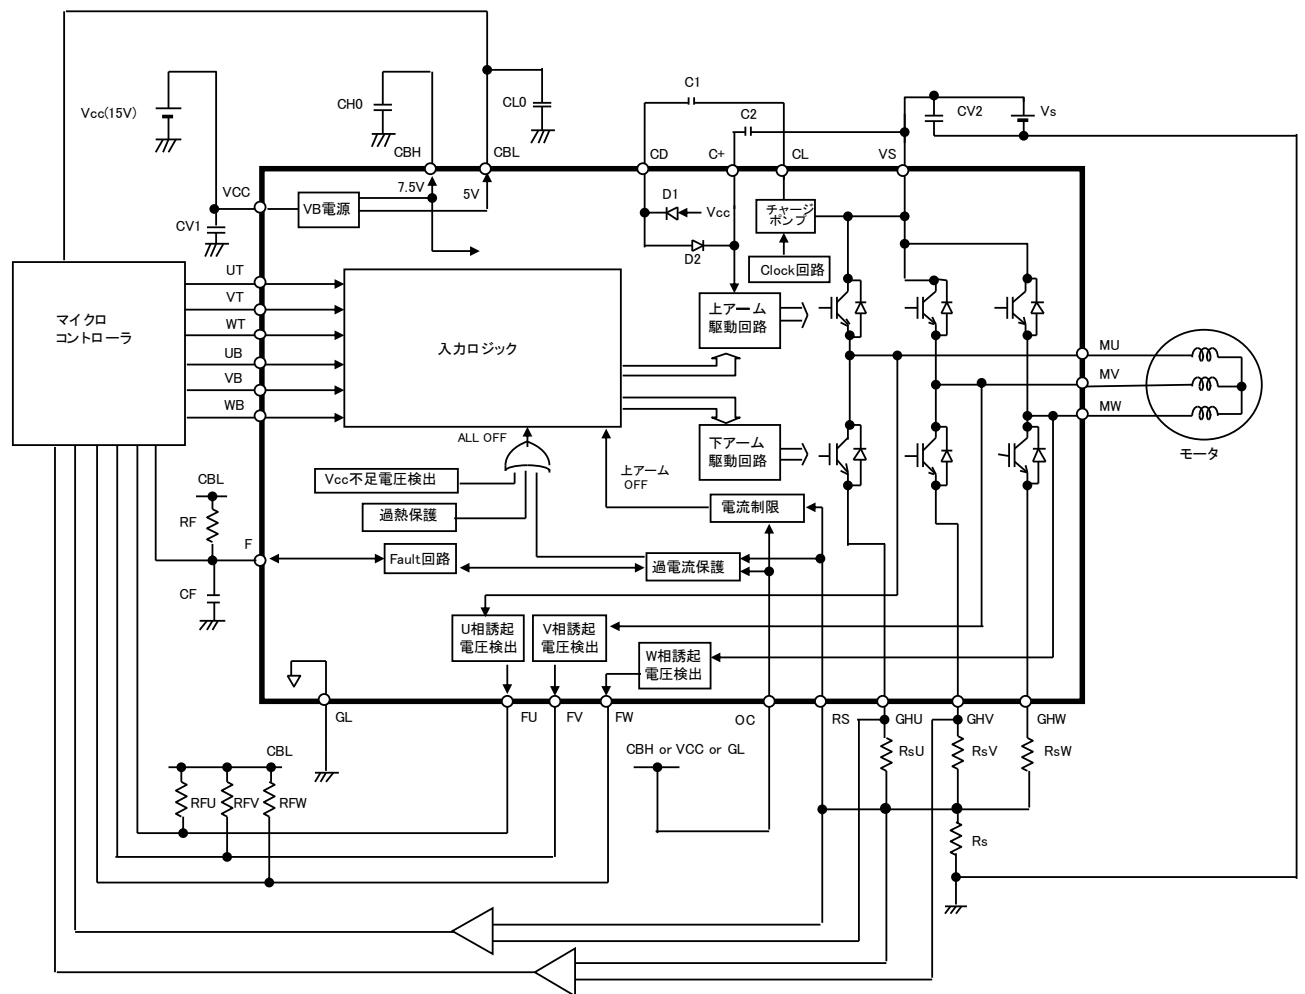 C1
CH0
CL0
C2
CV2
Vs
Vcc(15V)
CBH
CBL
CD
C+
CL
VS
VCC
7.5V
5V
D1
Vcc
チャージ
ポンプ
VB電源
CV1
D2
Clock回路
UT
VT
WT
UB
VB
WB
マイクロ
コントローラ
入力ロジック
上アーム
駆動回路
MU
MV
MW
モータ
ALL OFF
下アーム
駆動回路
上アーム
OFF
Vcc不足電圧検出
CBL
過熱保護
電流制限
RF
F
Fault回路
過電流保護
CF
U相誘起
電圧検出
V相誘起
電圧検出
W相誘起
電圧検出
GL
FU
FV
FW
OC
RS
GHU
GHV
GHW
CBL
CBH or VCC or GL
RsU
RsV
RsW
RFU
RFV
RFW
Rs